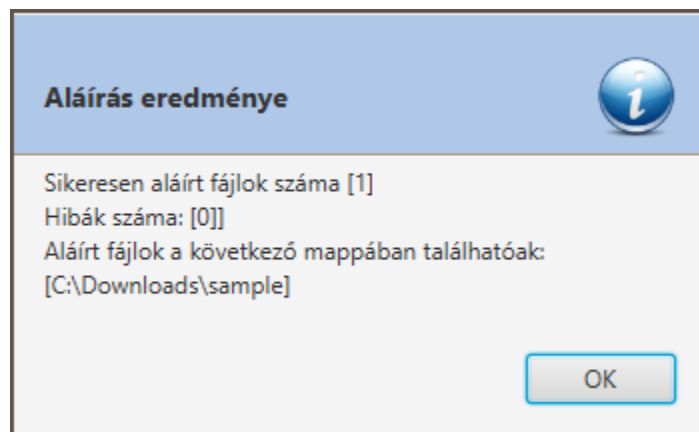 Aláírás eredménye
Sikeresen aláírt fájlok száma [1]
Hibák száma: [0]]
Aláírt fájlok a következő mappában találhatóak:
[C:\Downloads\sample]
OK